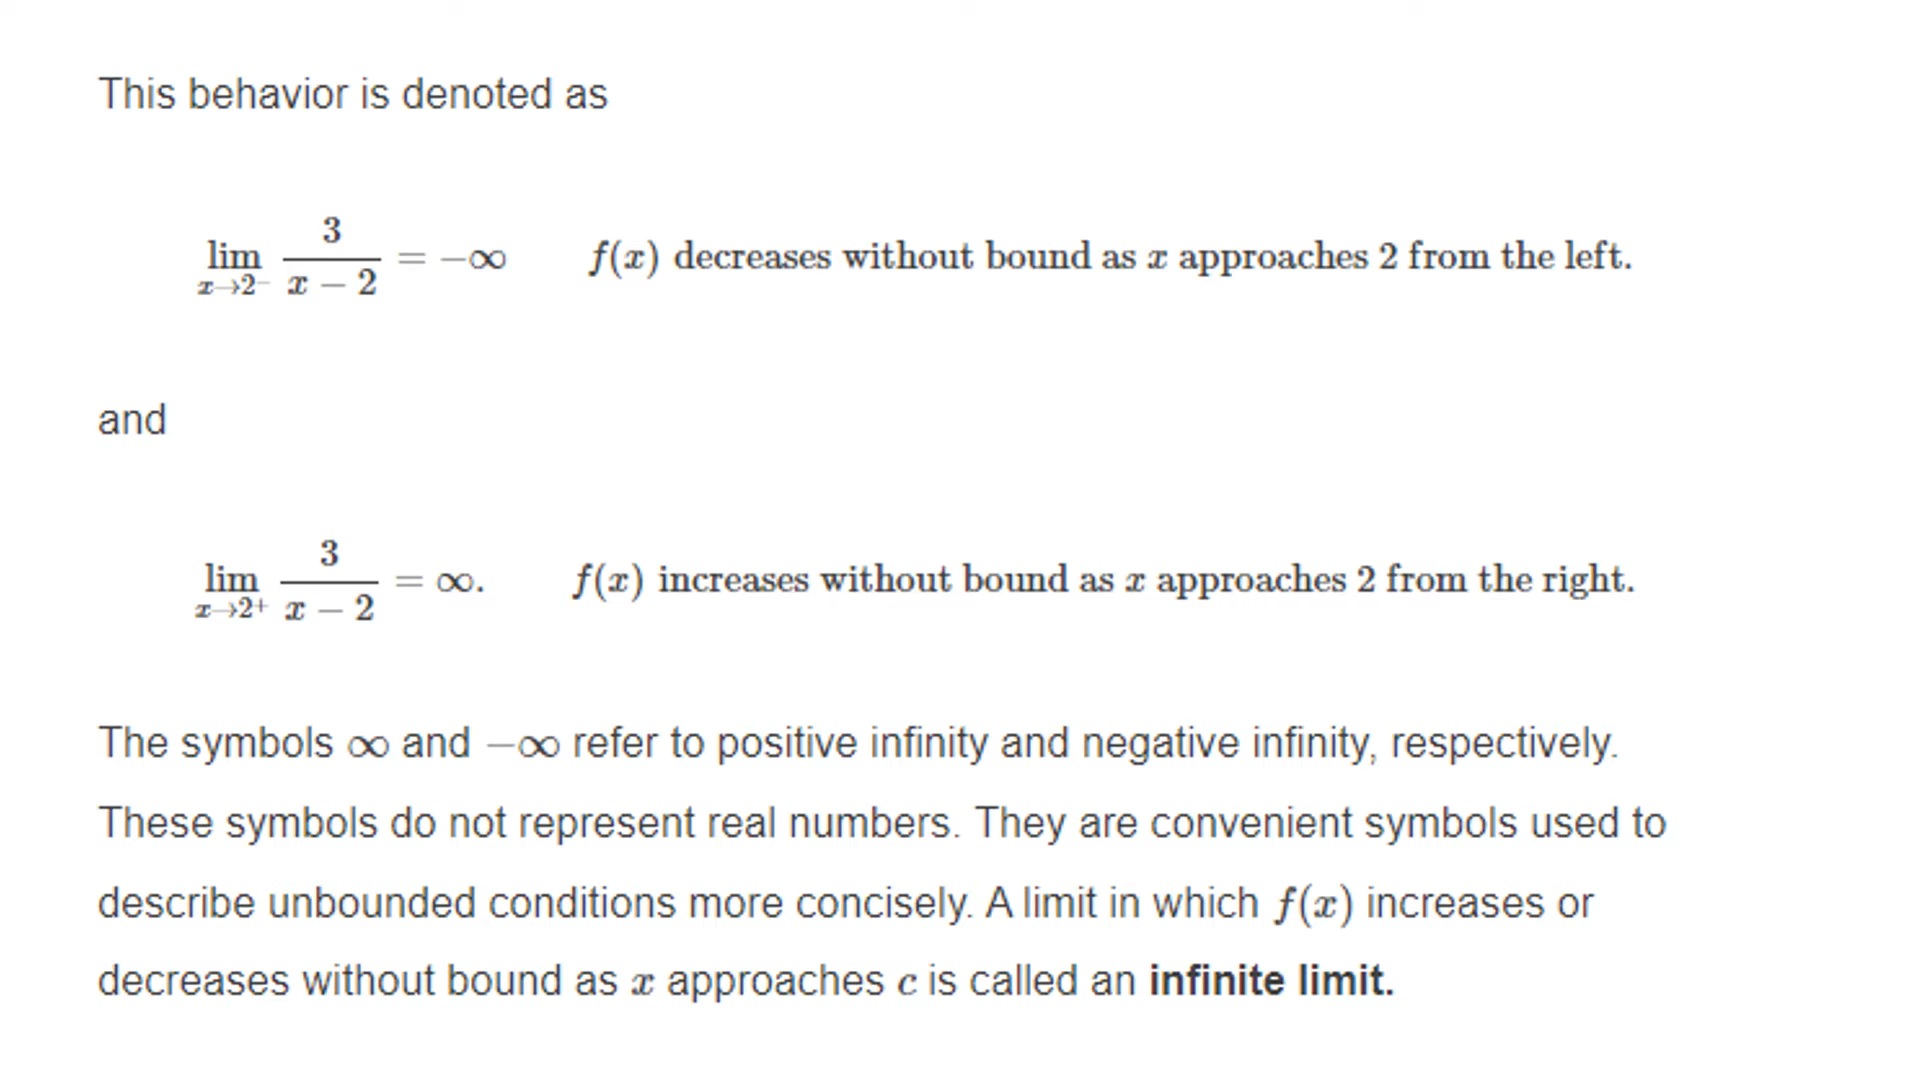 This behavior is denoted as
lim x→2⁻ 3/(x − 2) = −∞ f(x) decreases without bound as x approaches 2 from the left.
and
lim x→2⁺ 3/(x − 2) = ∞. f(x) increases without bound as x approaches 2 from the right.
The symbols ∞ and −∞ refer to positive infinity and negative infinity, respectively.
These symbols do not represent real numbers. They are convenient symbols used to
describe unbounded conditions more concisely. A limit in which f(x) increases or
decreases without bound as x approaches c is called an infinite limit.